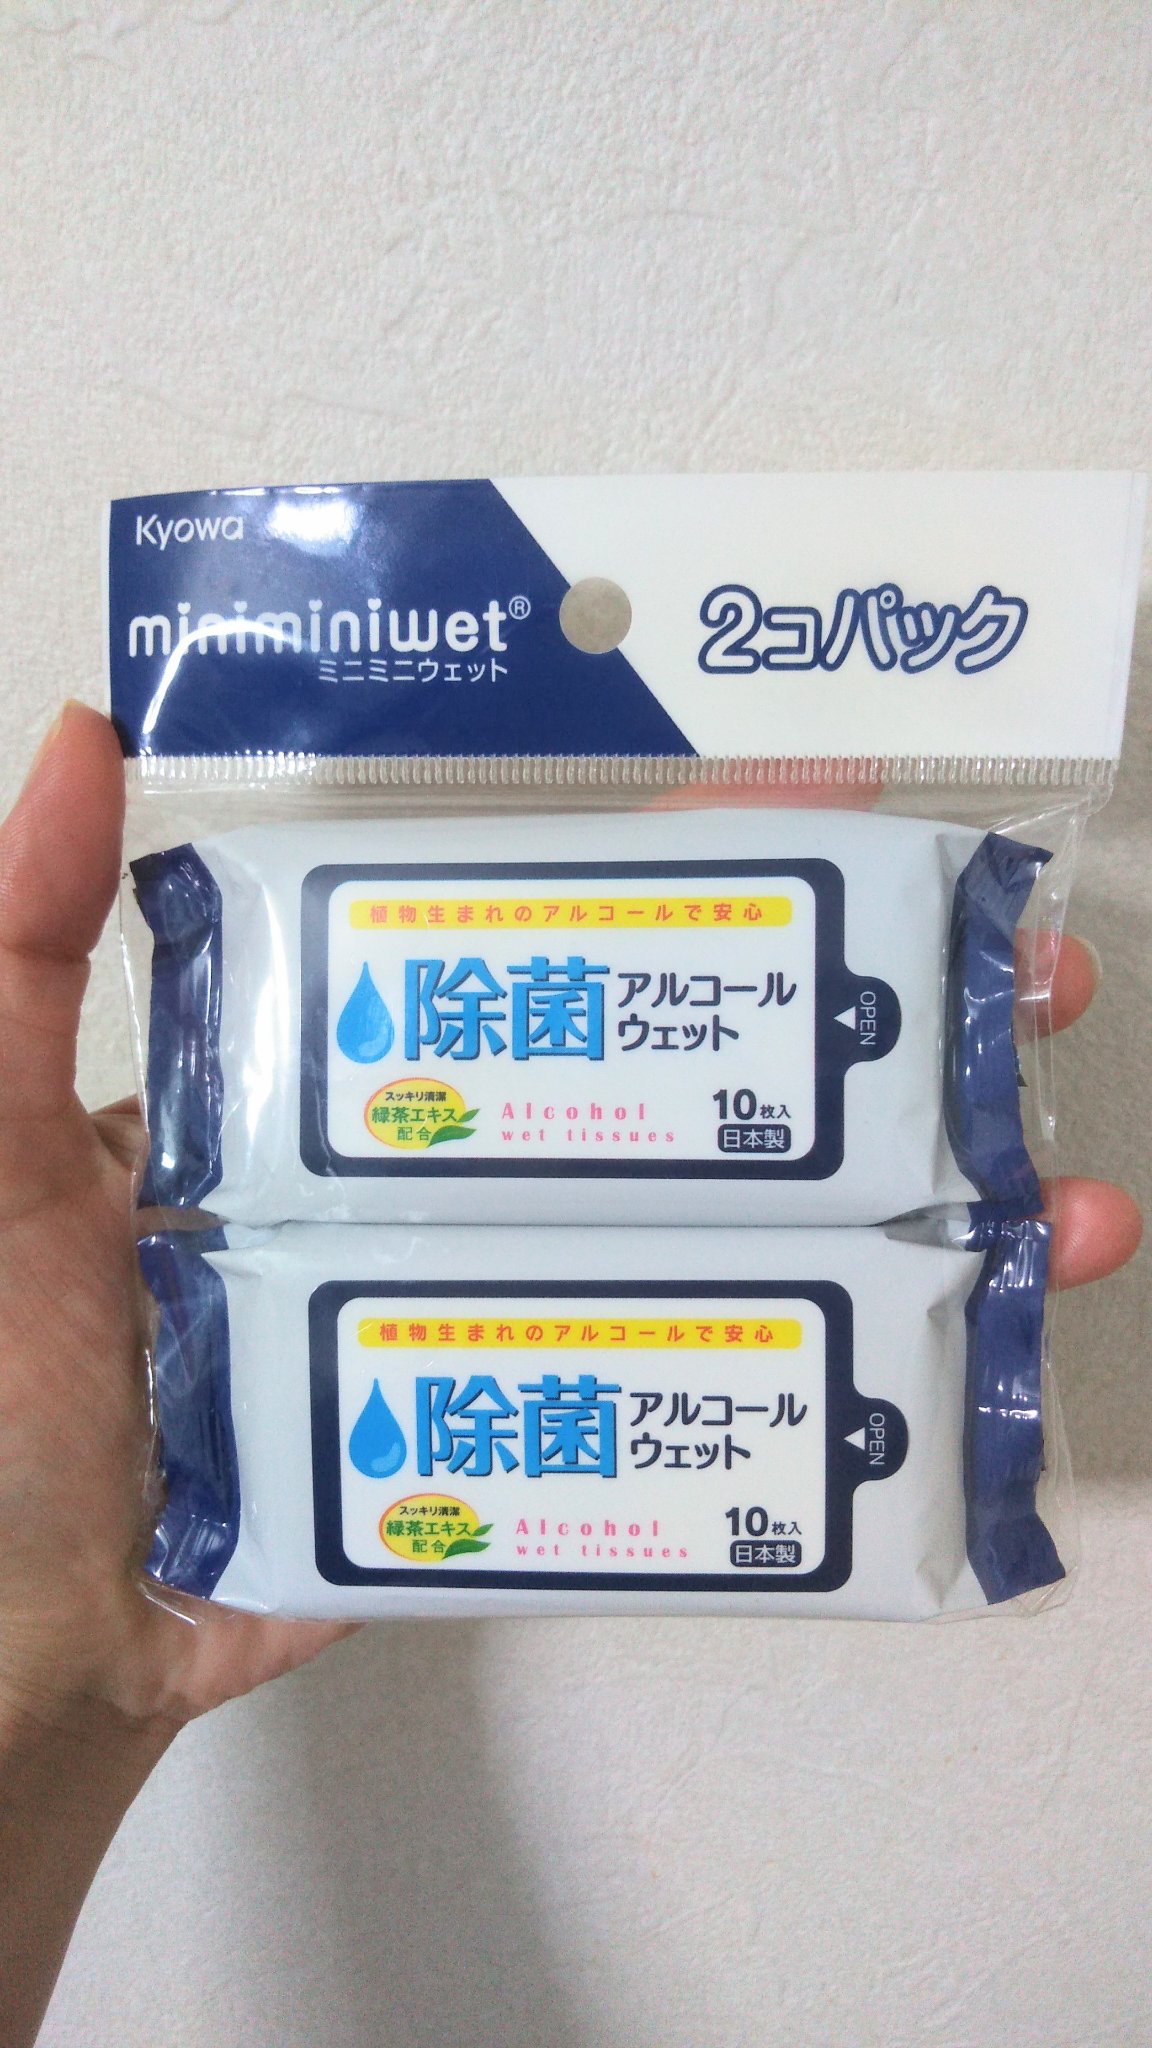 Kyowa
miniminiwet®
ミニミニウェット
2コパック
植物生まれのアルコールで安心
除菌 アルコール
ウェット
OPEN
スッキリ清潔
緑茶エキス
配合
Alcohol
wet tissues
10枚入
日本製
植物生まれのアルコールで安心
除菌 アルコール
ウェット
OPEN
スッキリ清潔
緑茶エキス
配合
Alcohol
wet tissues
10枚入
日本製